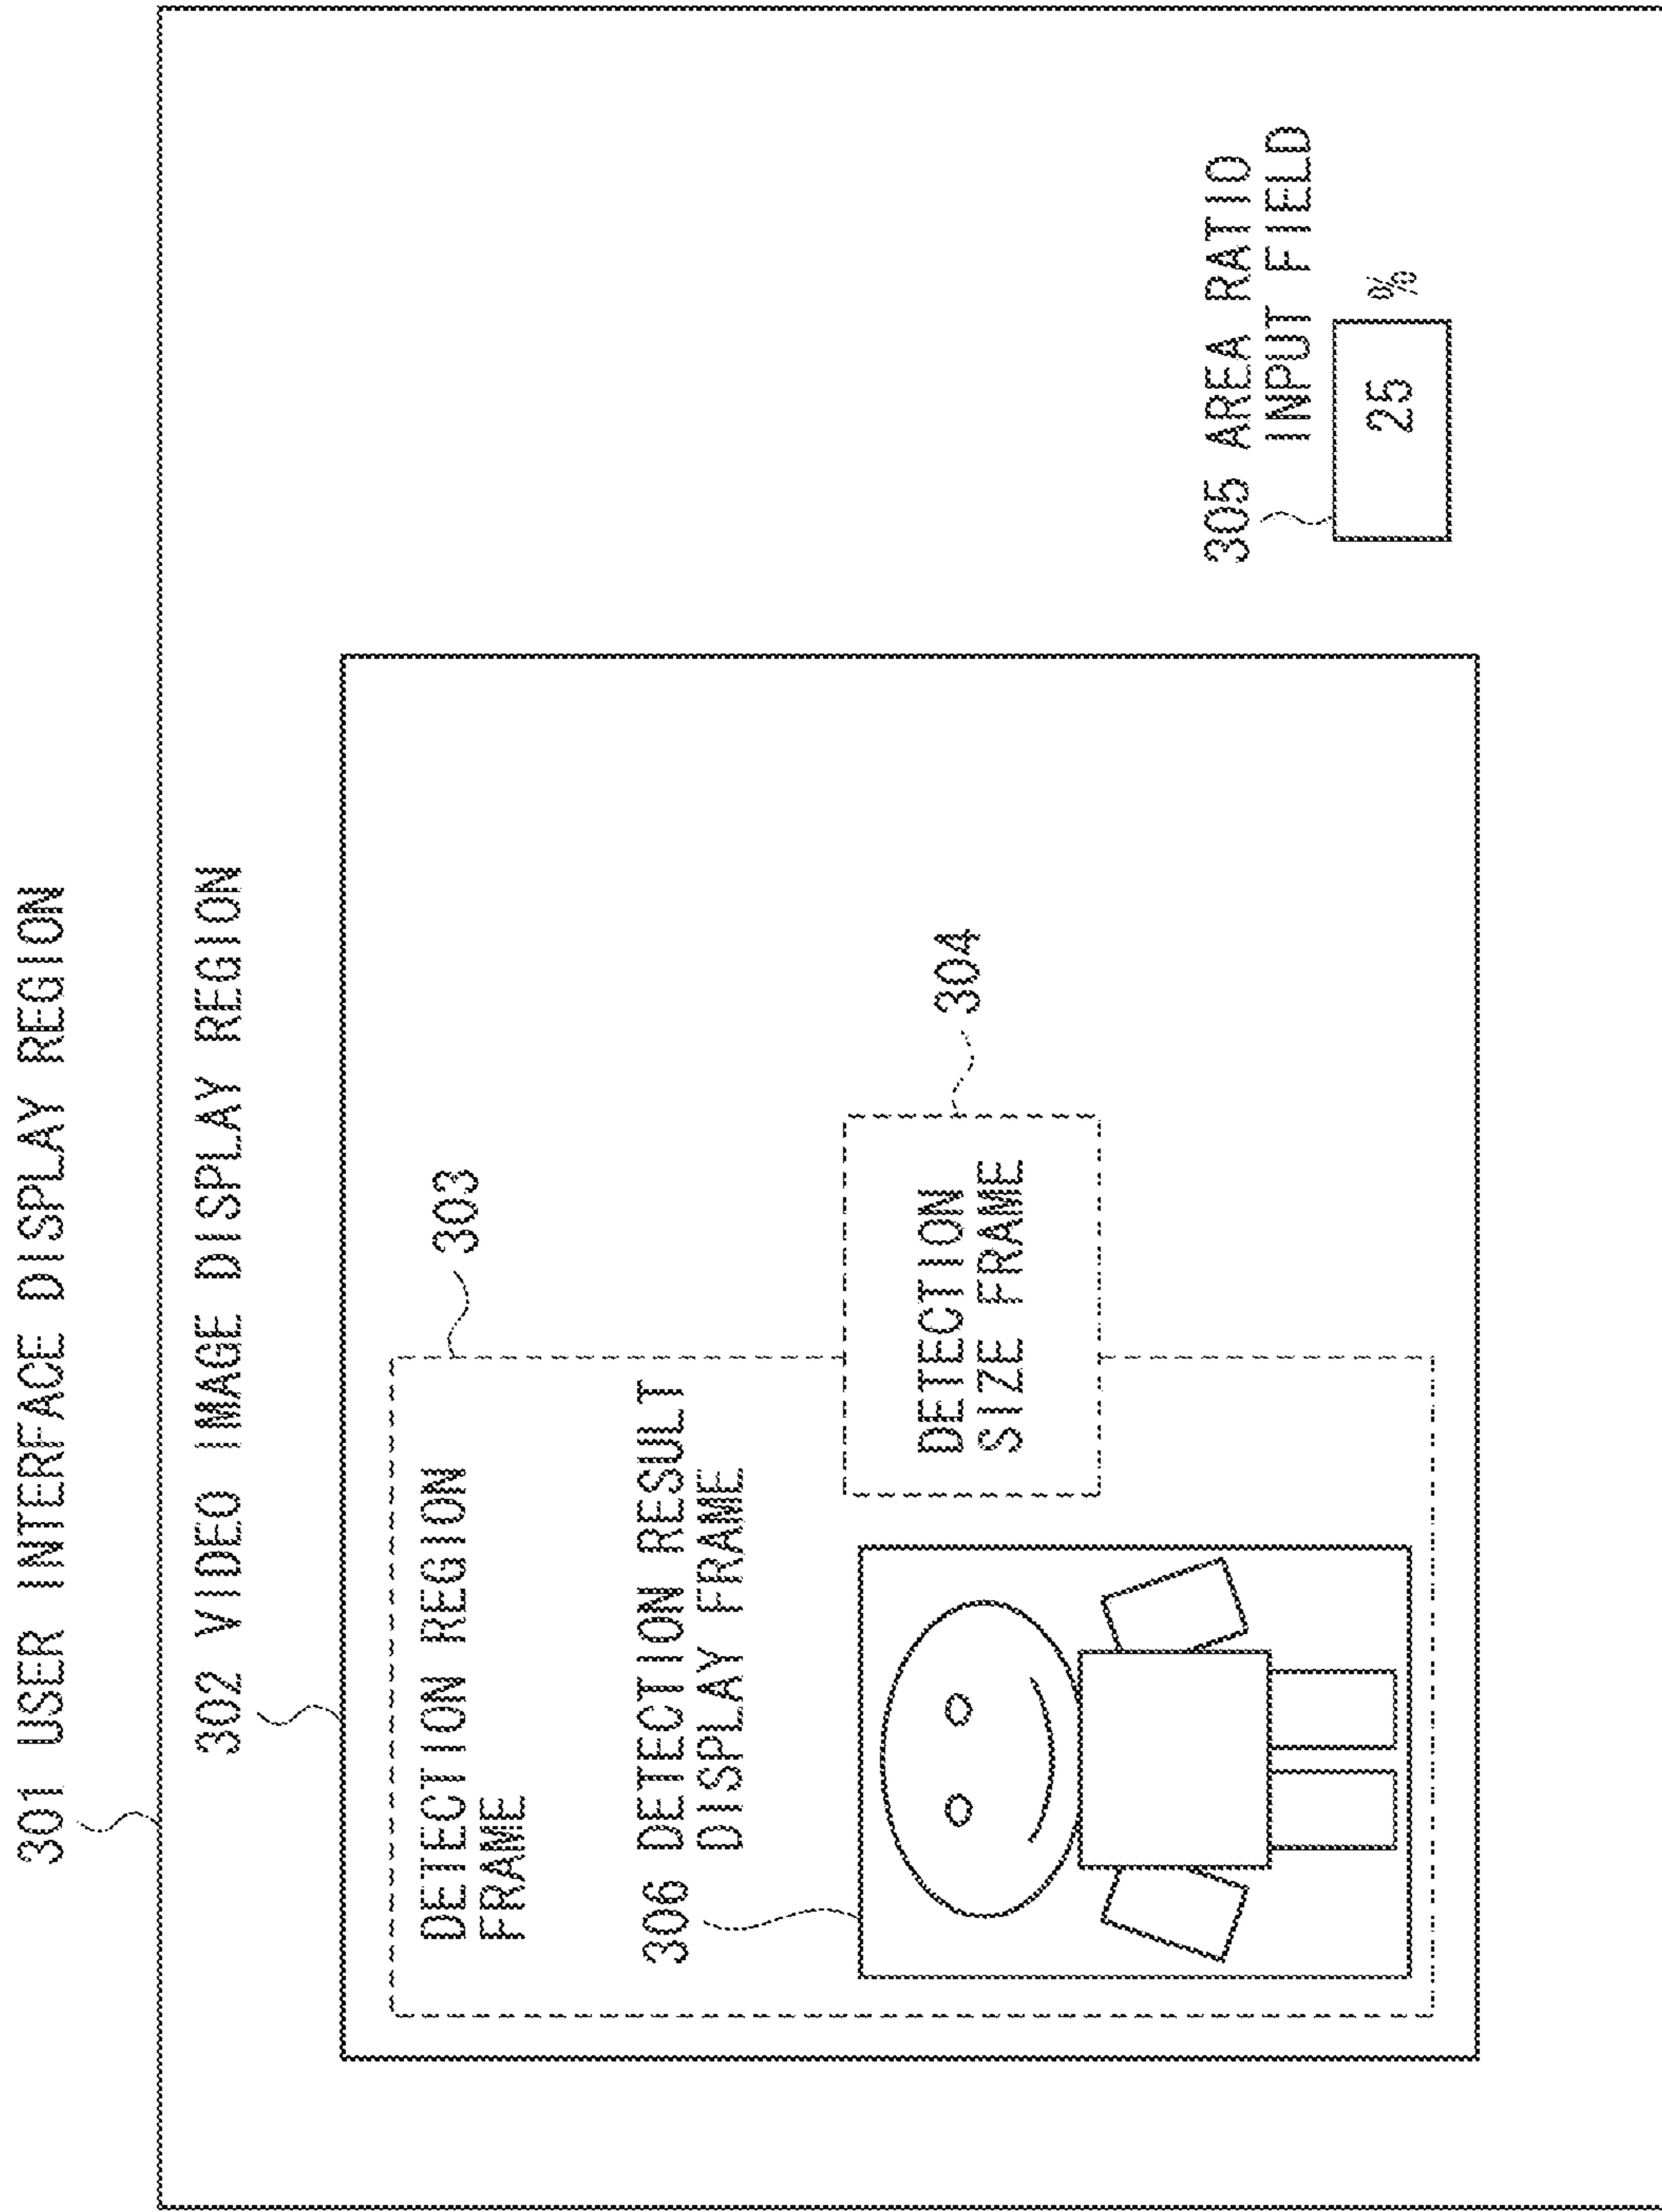 301 USER INTERFACE DISPLAY REGION
302 VIDEO IMAGE DISPLAY REGION
303
DETECTION REGION
FRAME
306 DETECTION RESULT
DISPLAY FRAME
304
DETECTION
SIZE FRAME
305 AREA RATIO
INPUT FIELD
25 %